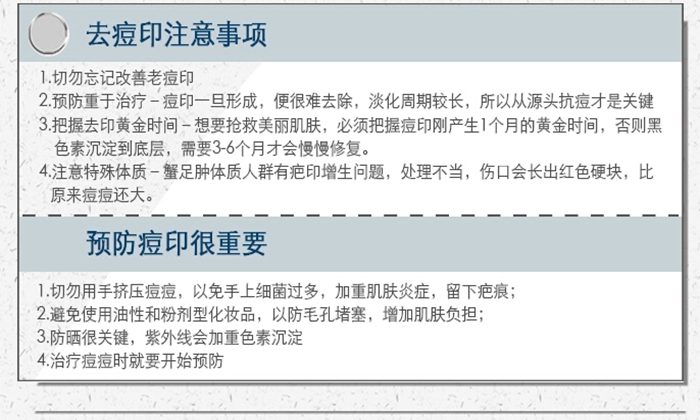 去痘印注意事项
1.切勿忘记改善老痘印
2.预防重于治疗－痘印一旦形成，便很难去除，淡化周期较长，所以从源头抗痘才是关键
3.把握去印黄金时间－想要抢救美丽肌肤，必须把握痘印刚产生1个月的黄金时间，否则黑
色素沉淀到底层，需要3-6个月才会慢慢修复。
4.注意特殊体质－蟹足肿体质人群有疤印增生问题，处理不当，伤口会长出红色硬块，比
原来痘痘还大。
预防痘印很重要
1.切勿用手挤压痘痘，以免手上细菌过多，加重肌肤炎症，留下疤痕；
2.避免使用油性和粉剂型化妆品，以防毛孔堵塞，增加肌肤负担；
3.防晒很关键，紫外线会加重色素沉淀
4.治疗痘痘时就要开始预防